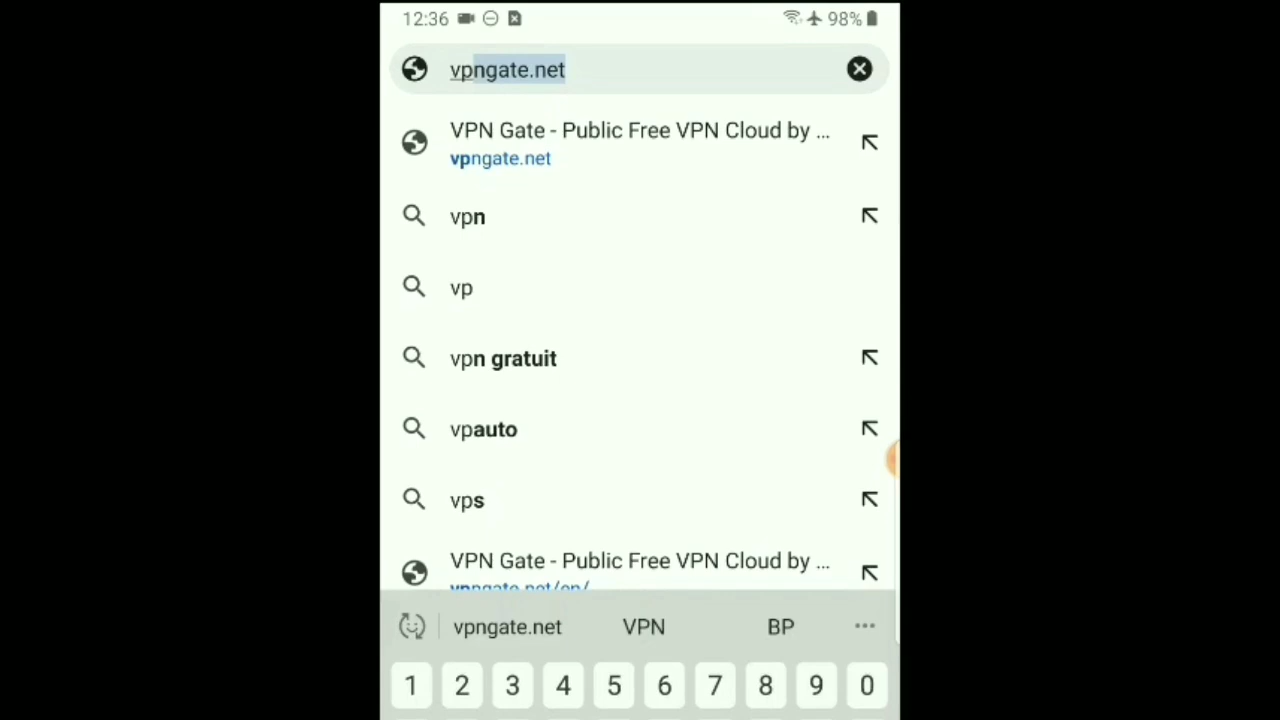 12:36 98%
vpngate.net
VPN Gate - Public Free VPN Cloud by ...
vpngate.net
vpn
vp
vpn gratuit
vpauto
vps
VPN Gate - Public Free VPN Cloud by ...
vpngate.net/en/
vpngate.net VPN BP ...
1 2 3 4 5 6 7 8 9 0